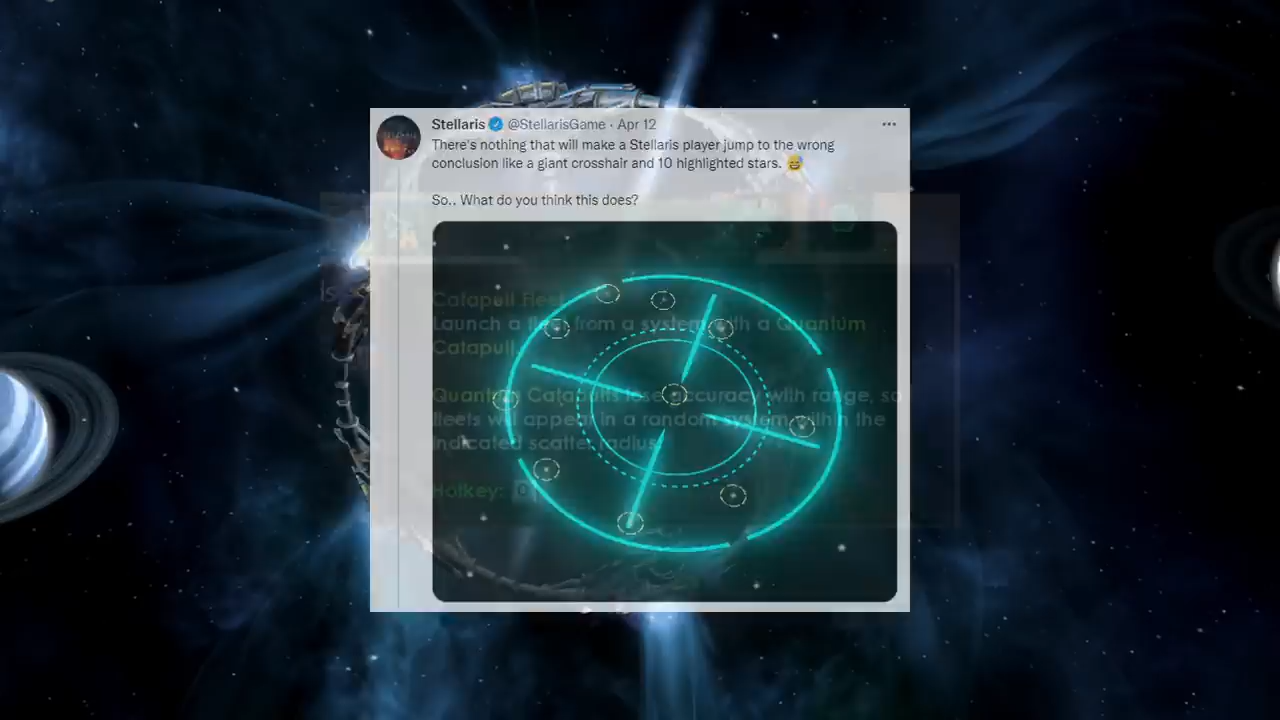 Stellaris @StellarisGame · Apr 12
There's nothing that will make a Stellaris player jump to the wrong
conclusion like a giant crosshair and 10 highlighted stars. 😅
So.. What do you think this does?
Catapult Fleet
Launch a fleet from a system with a Quantum
Catapult.
Quantum Catapults lose accuracy with range, so
fleets will appear in a random system within the
indicated scatter radius.
Hotkey: